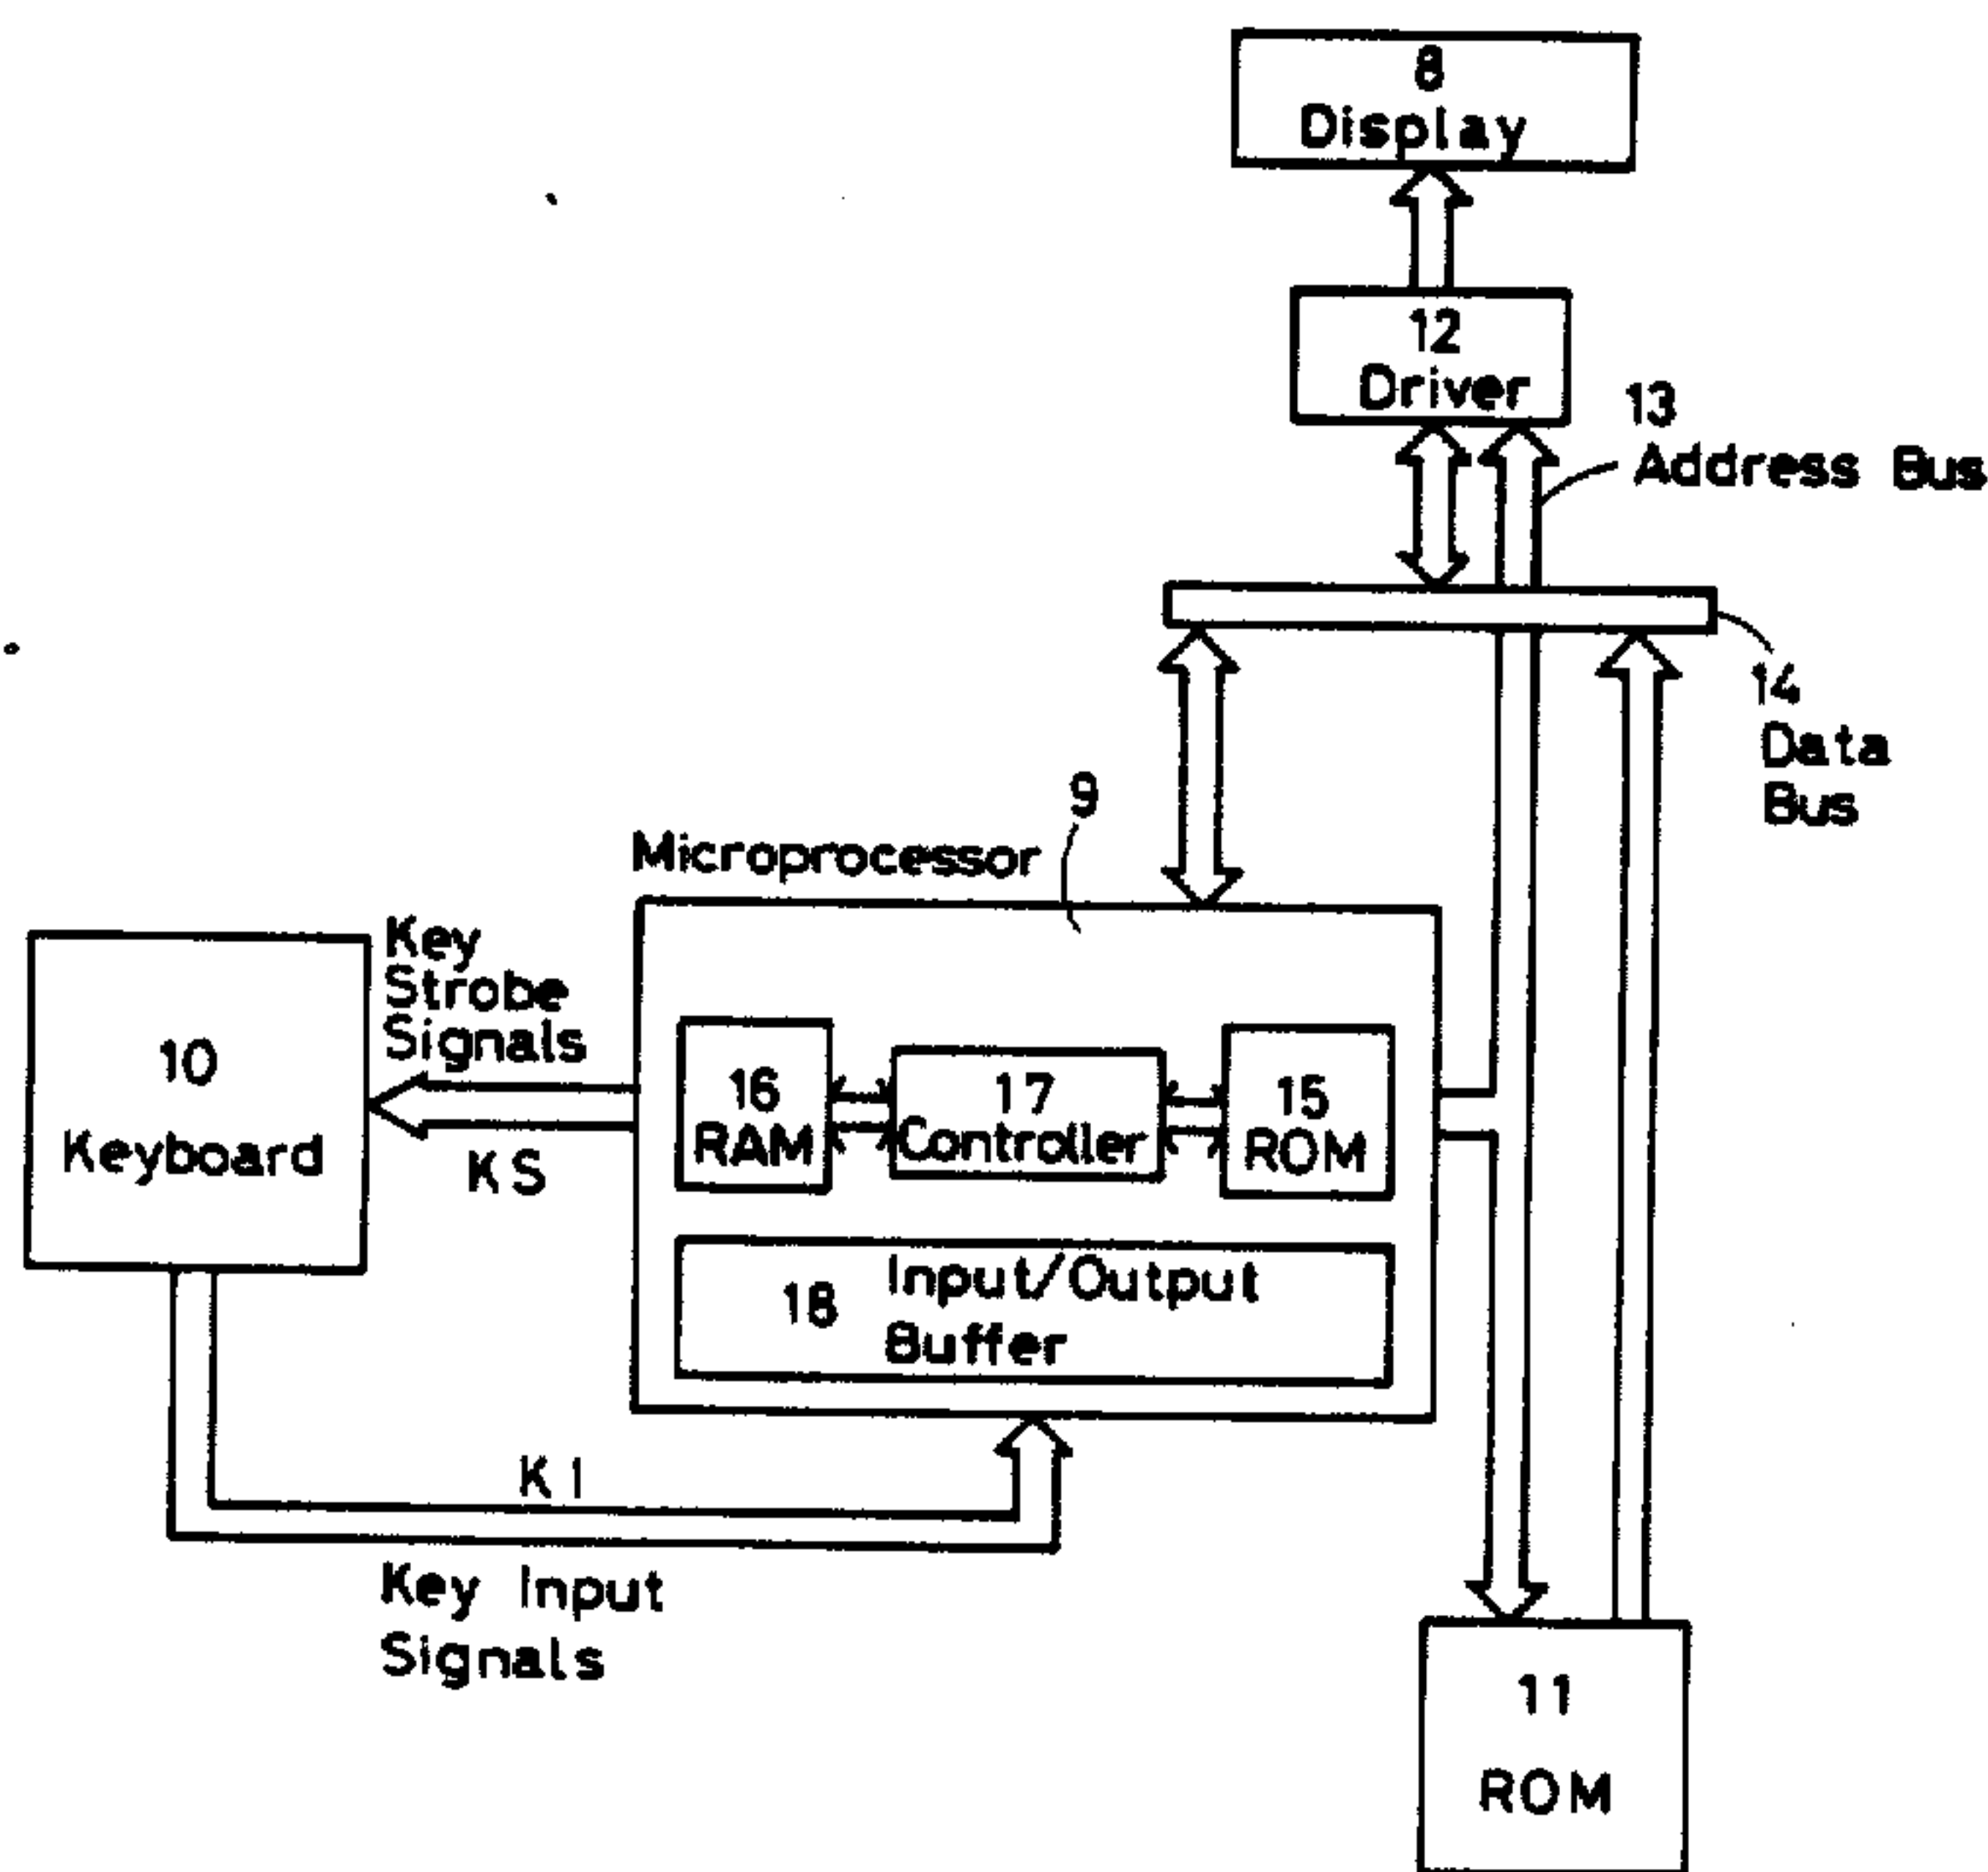 8
Display
12
Driver
13
Address Bus
14
Data
Bus
9
Microprocessor
Key
Strobe
Signals
KS
10
Keyboard
16
RAM
17
Controller
15
ROM
18
Input/Output
Buffer
KI
Key Input
Signals
11
ROM